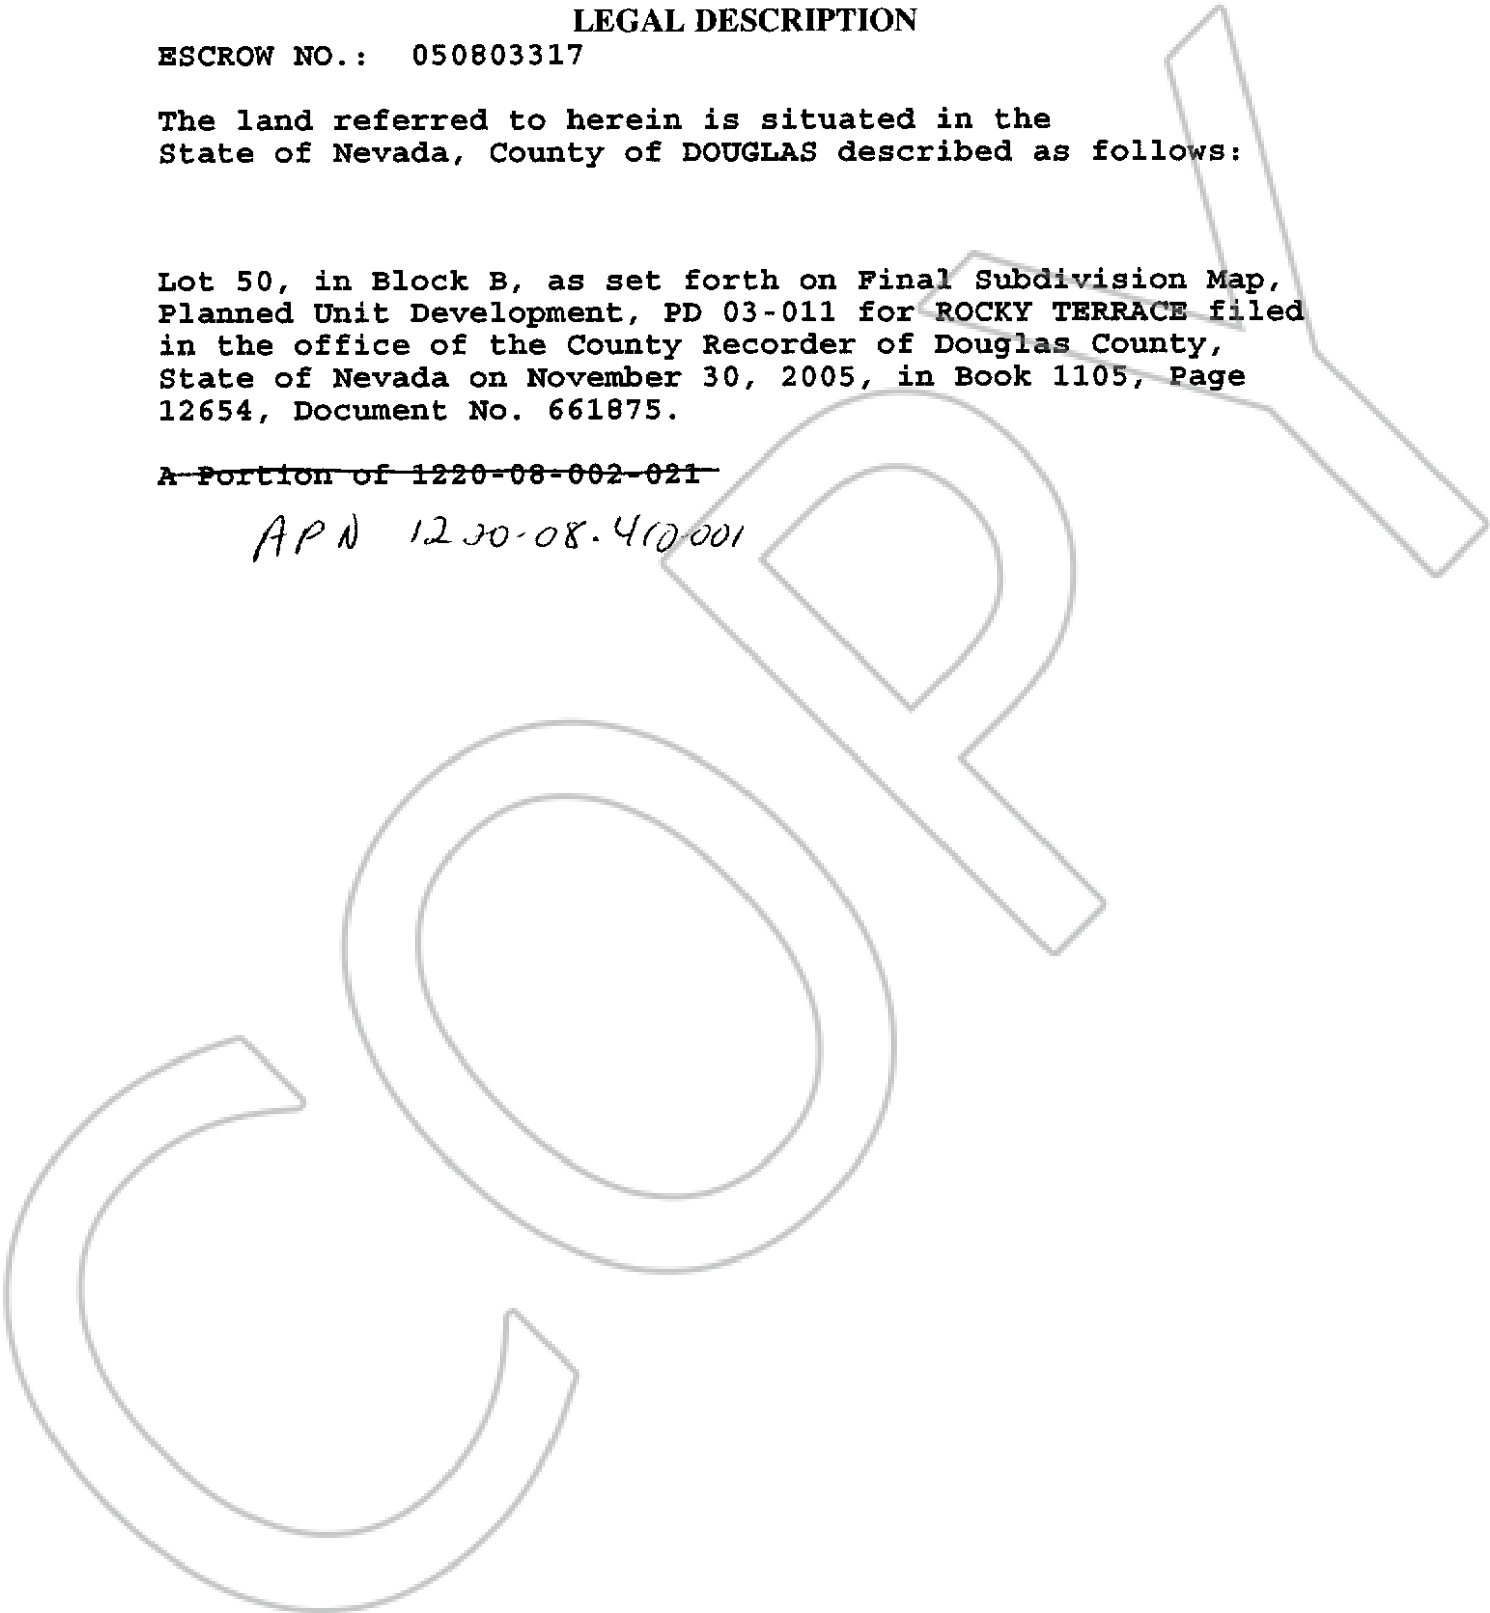 LEGAL DESCRIPTION
ESCROW NO.: 050803317
The land referred to herein is situated in the
State of Nevada, County of DOUGLAS described as follows:
Lot 50, in Block B, as set forth on Final Subdivision Map,
Planned Unit Development, PD 03-011 for ROCKY TERRACE filed
in the office of the County Recorder of Douglas County,
State of Nevada on November 30, 2005, in Book 1105, Page
12654, Document No. 661875.
A Portion of 1220-08-002-021
APN 1220-08-410-001
COPY